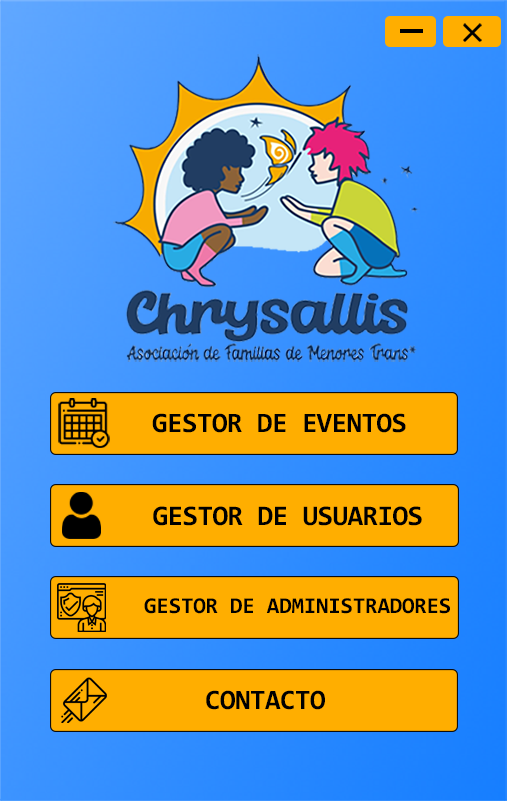 Chrysallis
Asociación de Familias de Menores Trans*
GESTOR DE EVENTOS
GESTOR DE USUARIOS
GESTOR DE ADMINISTRADORES
CONTACTO